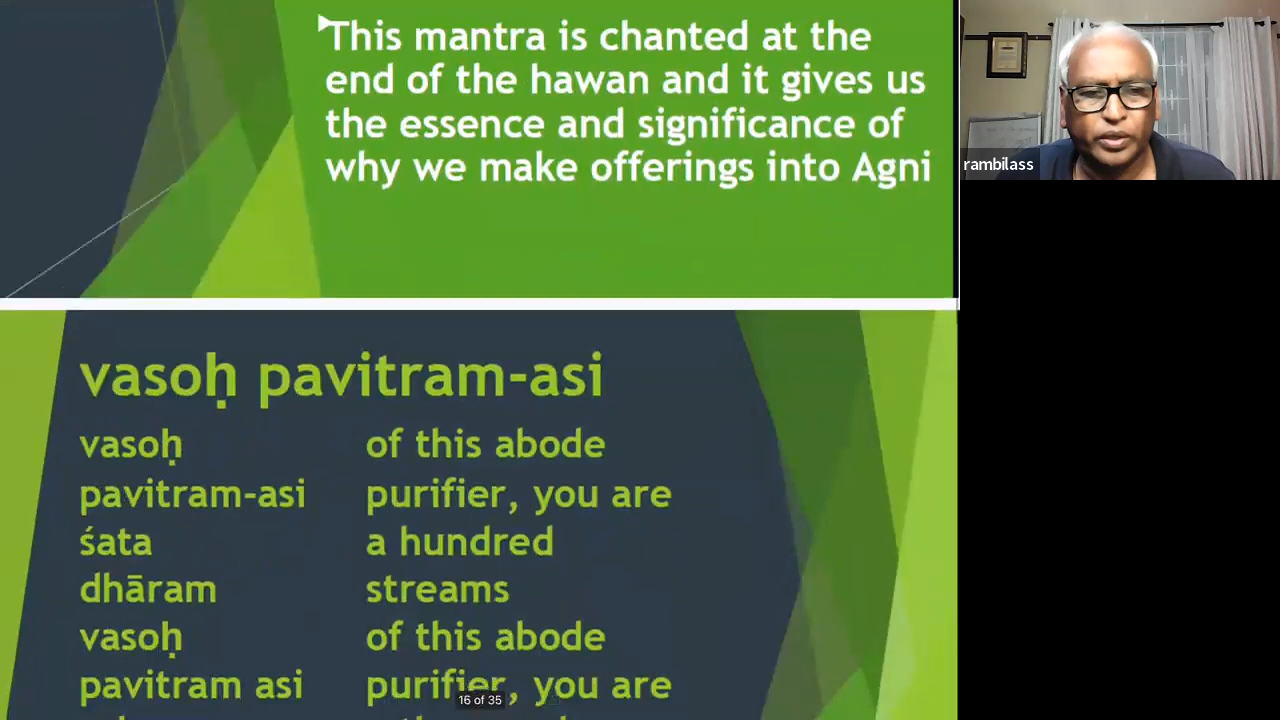 This mantra is chanted at the
end of the hawan and it gives us
the essence and significance of
why we make offerings into Agni
rambilass
vasoḥ pavitram-asi
vasoḥ of this abode
pavitram-asi purifier, you are
śata a hundred
dhāram streams
vasoḥ of this abode
pavitram asi purifier, you are
16 of 35